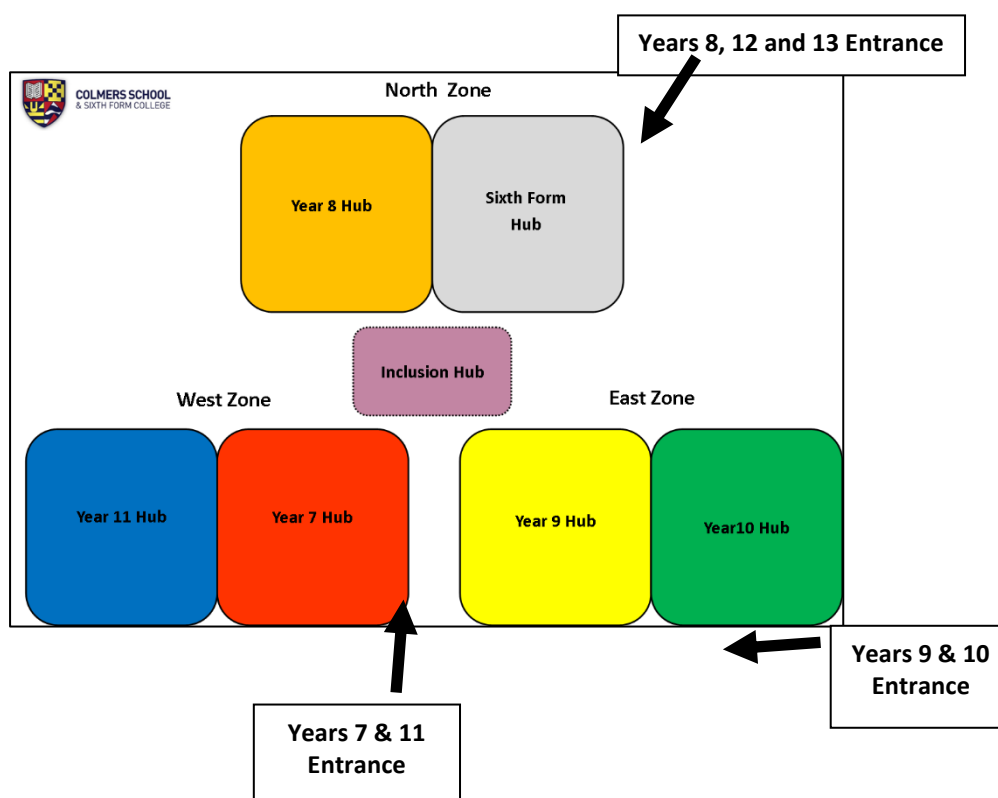 Years 8, 12 and 13 Entrance
COLMERS SCHOOL
& SIXTH FORM COLLEGE
North Zone
Year 8 Hub
Sixth Form
Hub
Inclusion Hub
West Zone
East Zone
Year 11 Hub
Year 7 Hub
Year 9 Hub
Year10 Hub
Years 9 & 10
Entrance
Years 7 & 11
Entrance